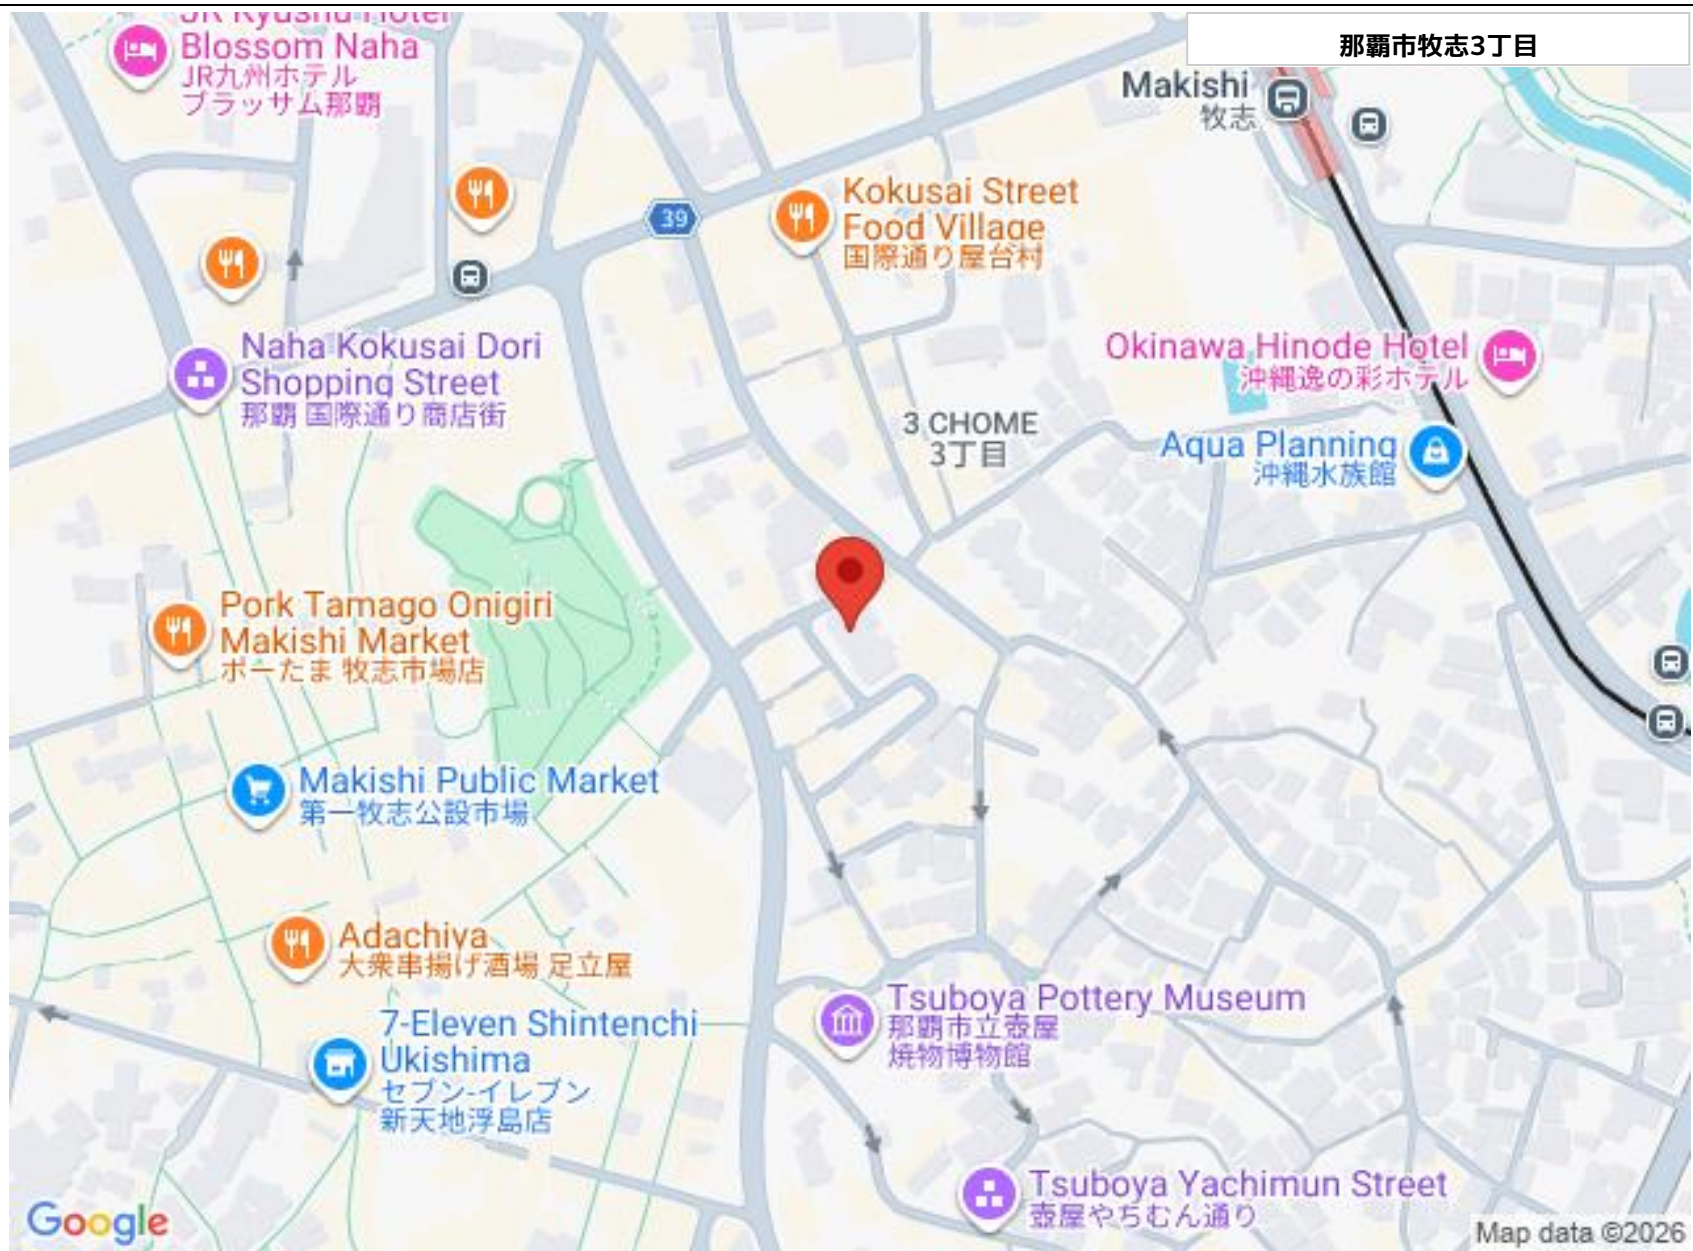 JR Kyushu Hotel
Blossom Naha
JR九州ホテル
ブラッサム那覇
那覇市牧志3丁目
Makishi
牧志
39
Kokusai Street
Food Village
国際通り屋台村
Naha Kokusai Dori
Shopping Street
那覇 国際通り商店街
Okinawa Hinode Hotel
沖縄逸の彩ホテル
3 CHOME
3丁目
Aqua Planning
沖縄水族館
Pork Tamago Onigiri
Makishi Market
ポーたま 牧志市場店
Makishi Public Market
第一牧志公設市場
Adachiya
大衆串揚げ酒場 足立屋
Tsuboya Pottery Museum
那覇市立壺屋
焼物博物館
7-Eleven Shintenchi
Ukishima
セブン-イレブン
新天地浮島店
Tsuboya Yachimun Street
壺屋やちむん通り
Google
Map data ©2026